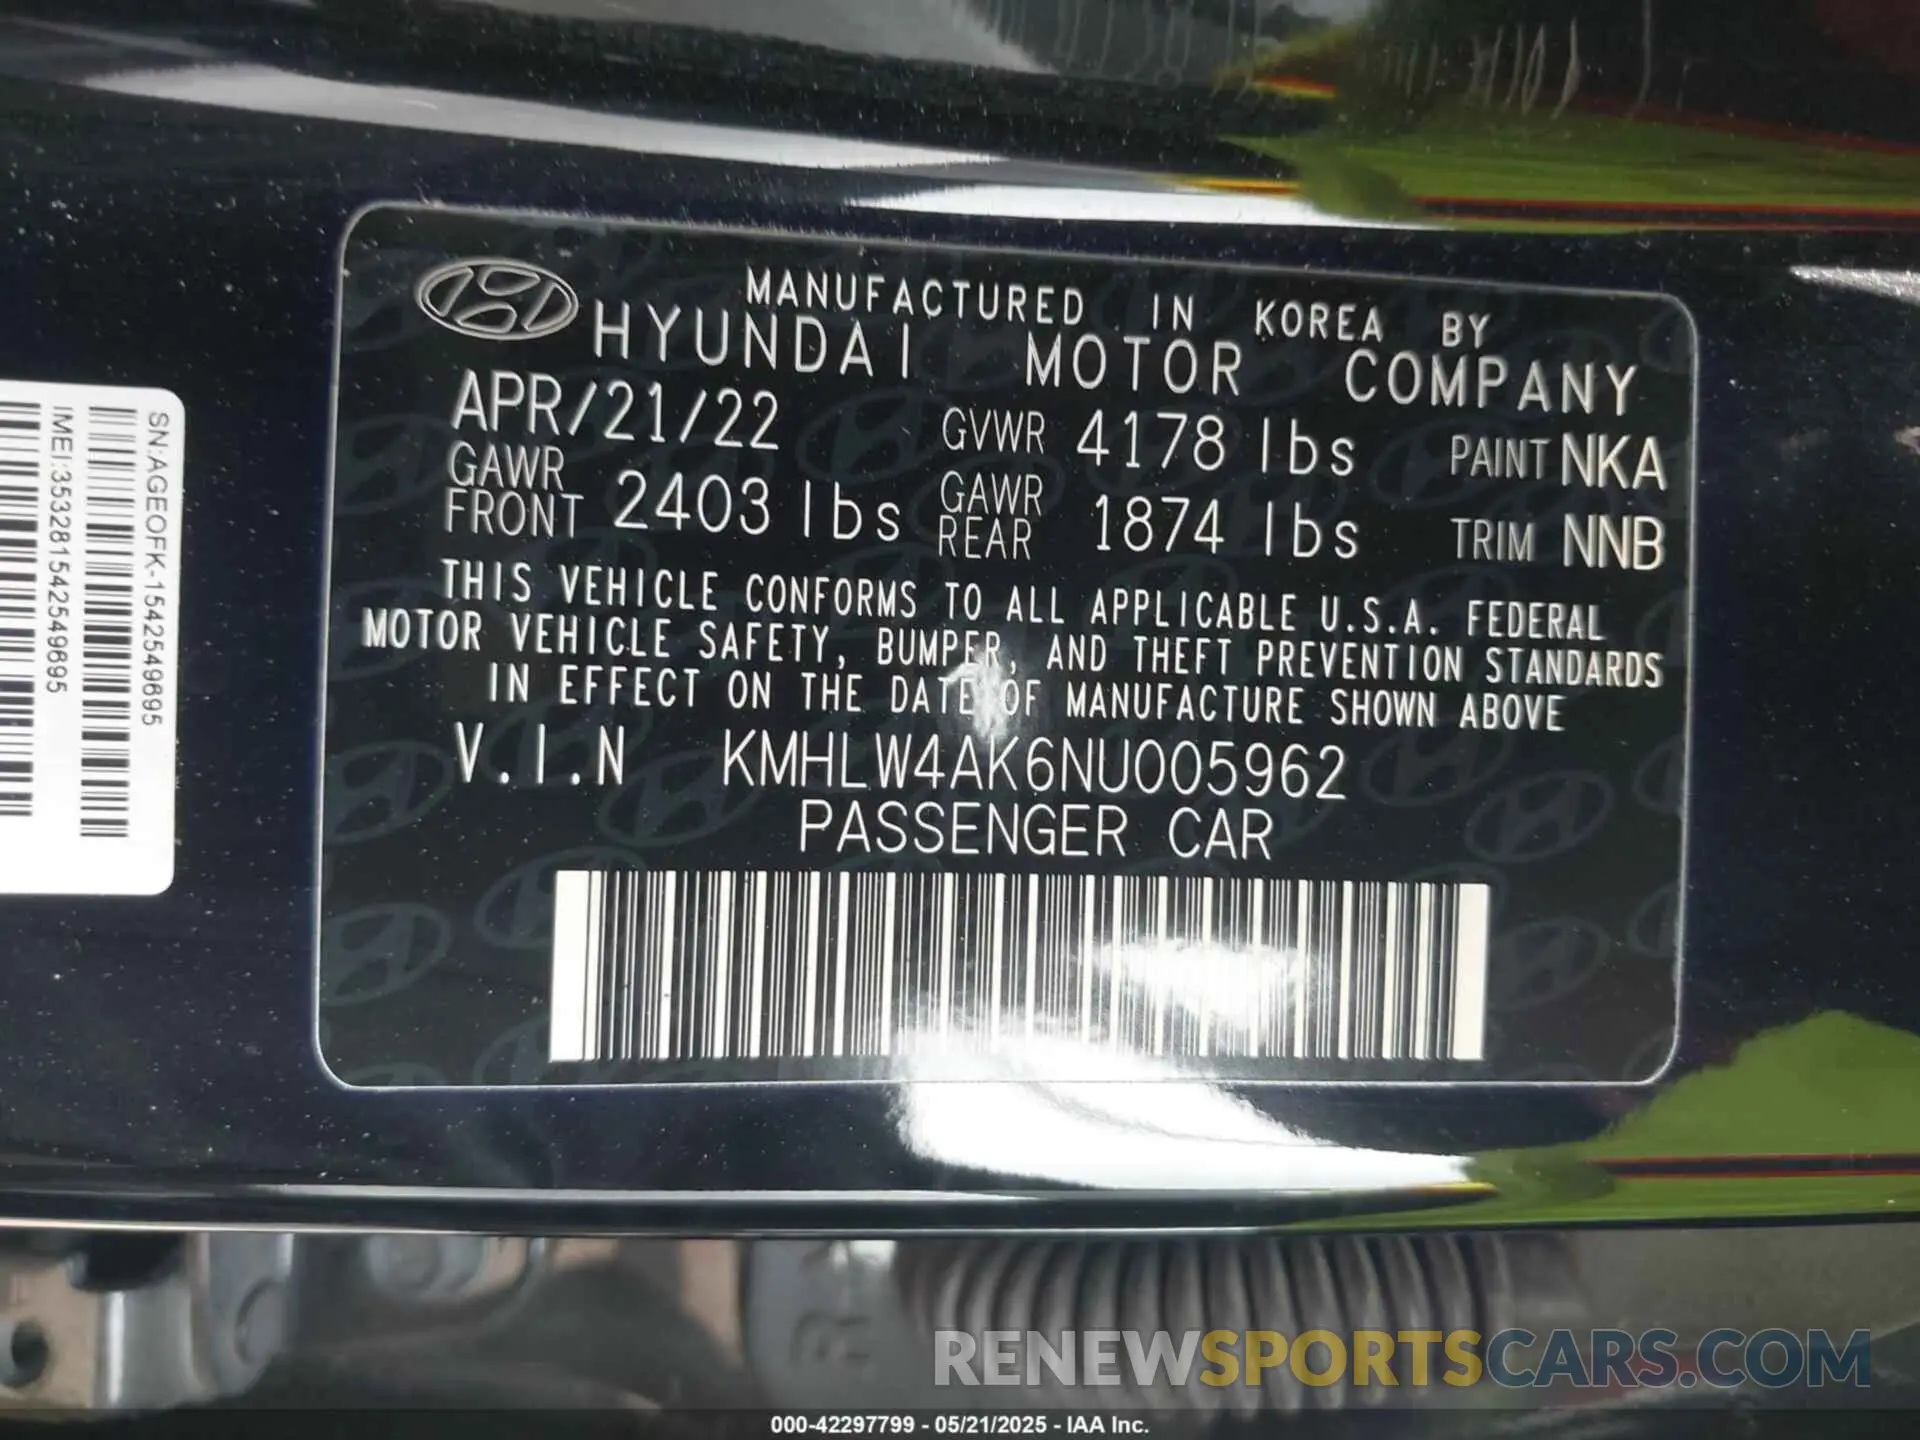 MANUFACTURED IN KOREA BY
HYUNDAI MOTOR COMPANY
APR/21/22 GVWR 4178 lbs PAINT NKA
GAWR FRONT 2403 lbs GAWR REAR 1874 lbs TRIM NNB
THIS VEHICLE CONFORMS TO ALL APPLICABLE U.S.A. FEDERAL
MOTOR VEHICLE SAFETY, BUMPER, AND THEFT PREVENTION STANDARDS
IN EFFECT ON THE DATE OF MANUFACTURE SHOWN ABOVE
V.I.N KMHLW4AK6NU005962
PASSENGER CAR
SN:AGEOFK-1542549695
IMEI:353281542549695
RENEWSPORTSCARS.COM
000-42297799 - 05/21/2025 - IAA Inc.